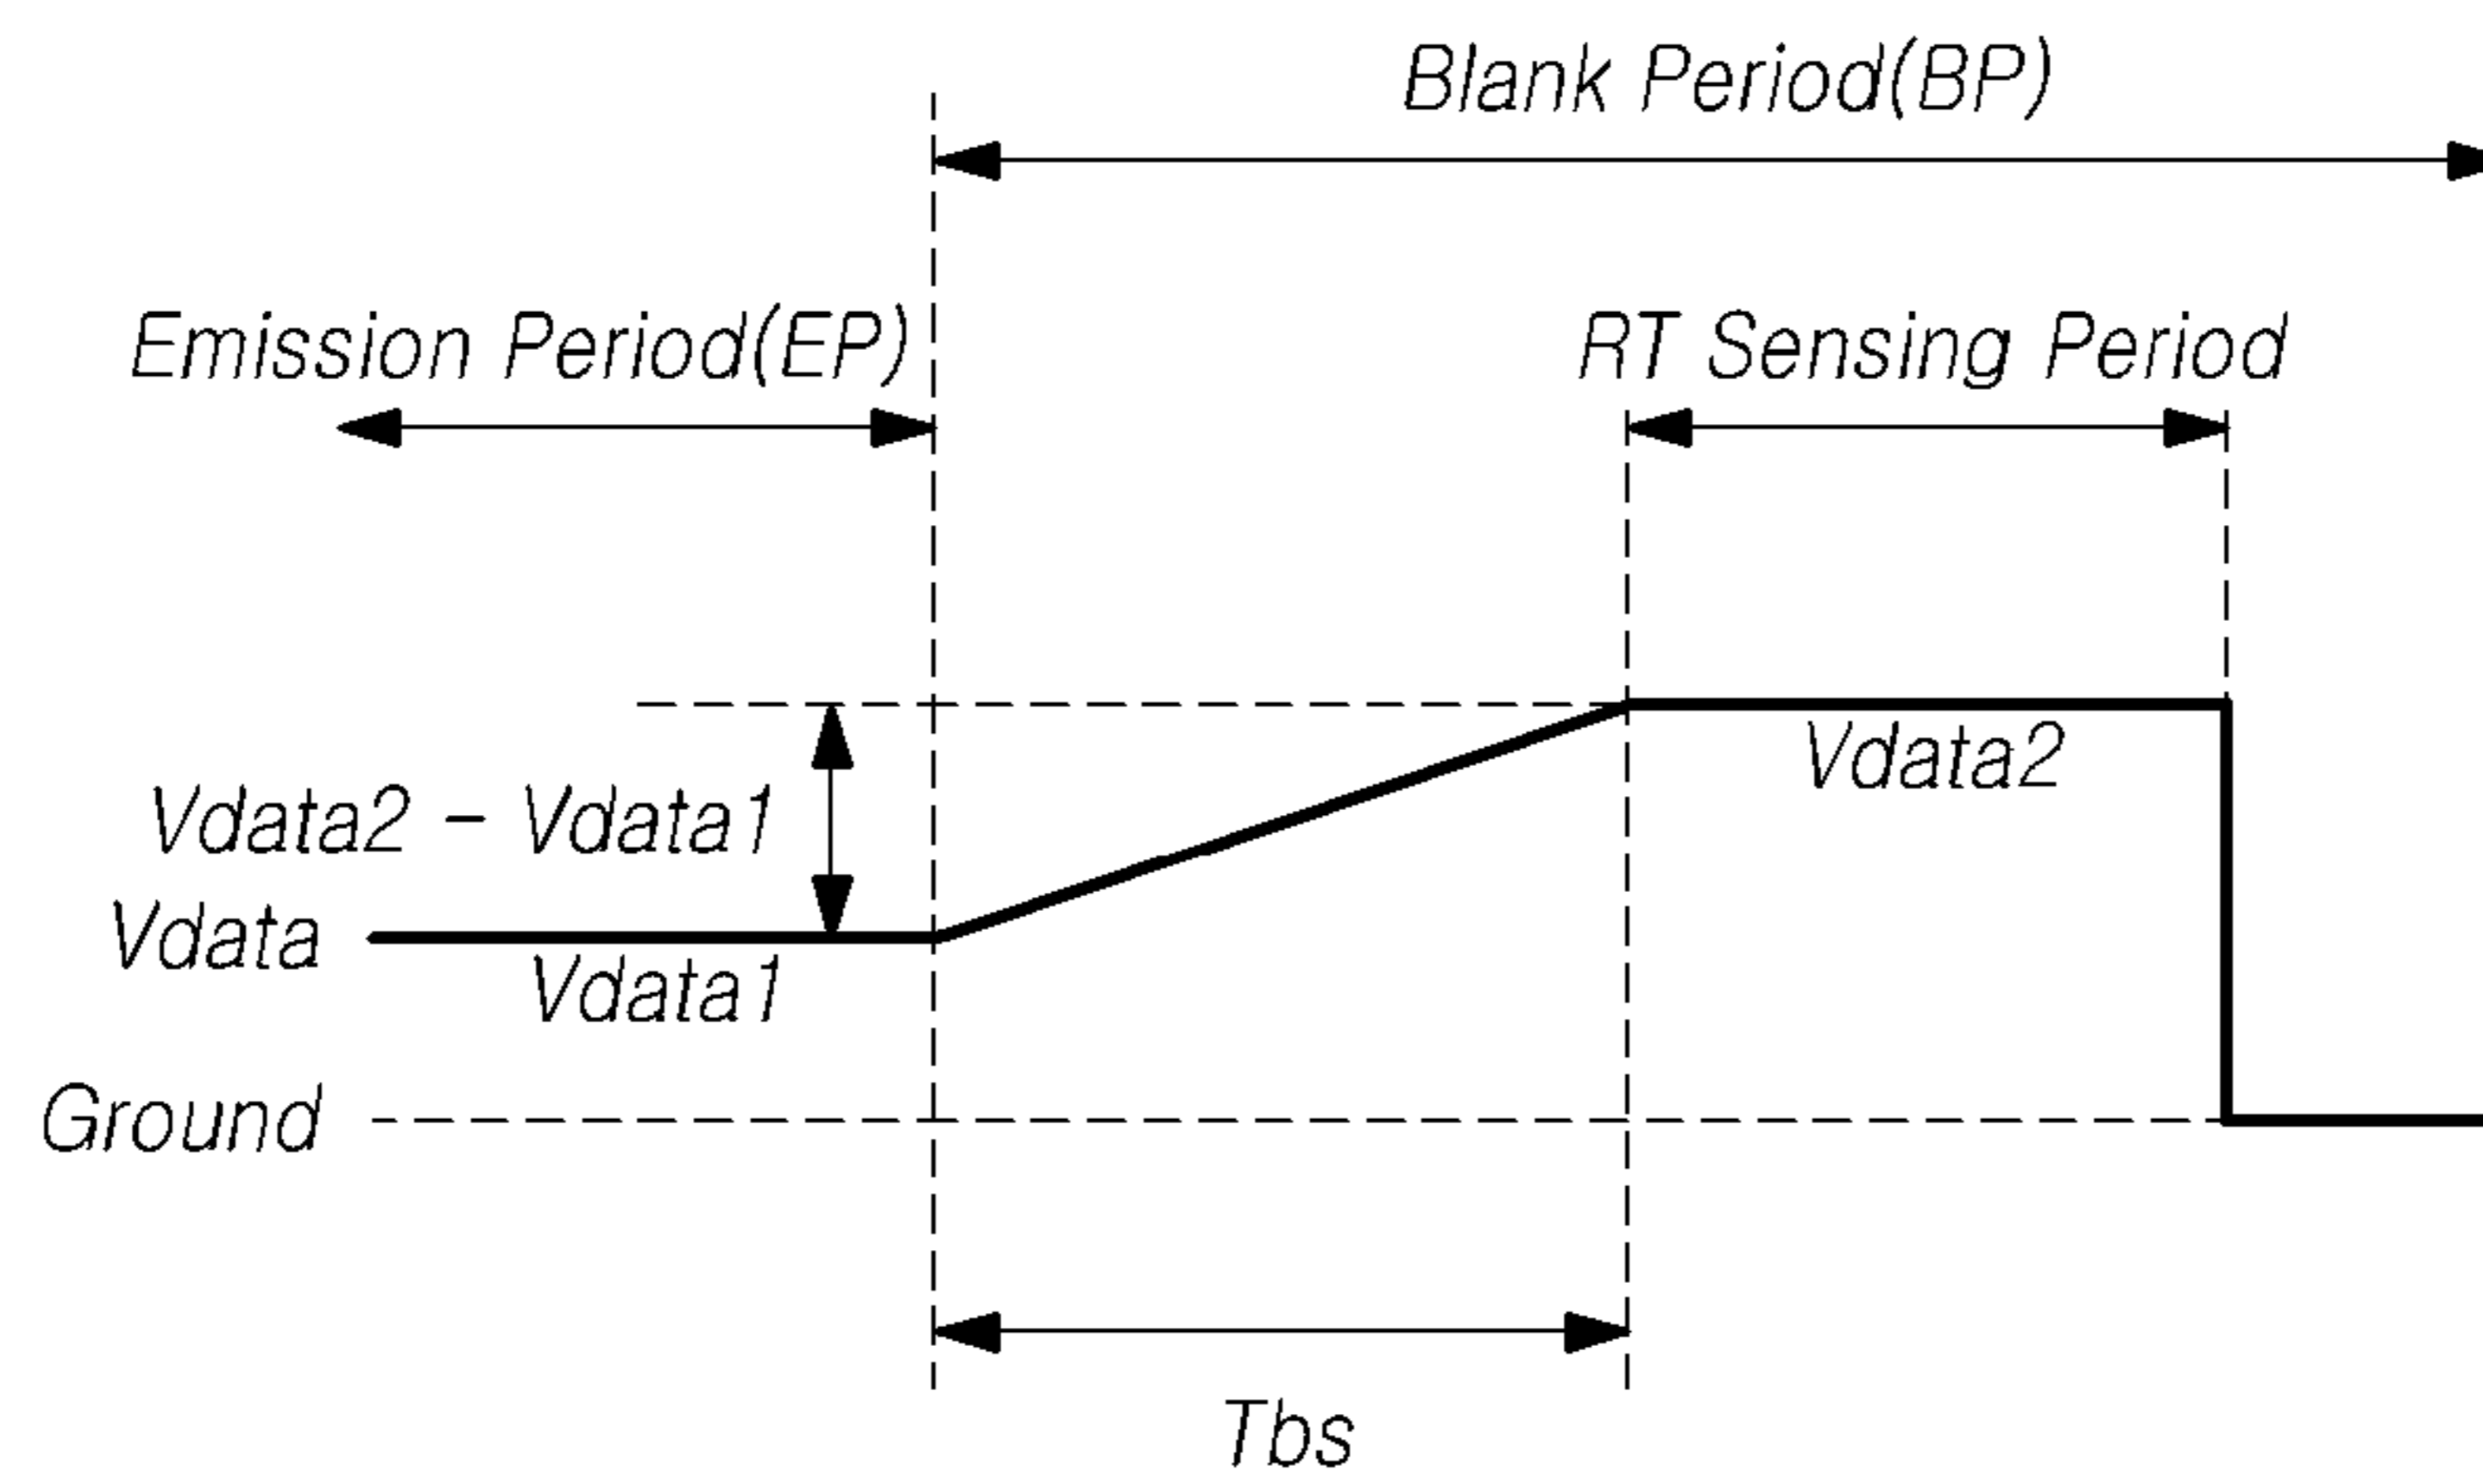 Blank Period(BP)
Emission Period(EP)
RT Sensing Period
Vdata2 - Vdata1
Vdata2
Vdata
Vdata1
Ground
Tbs